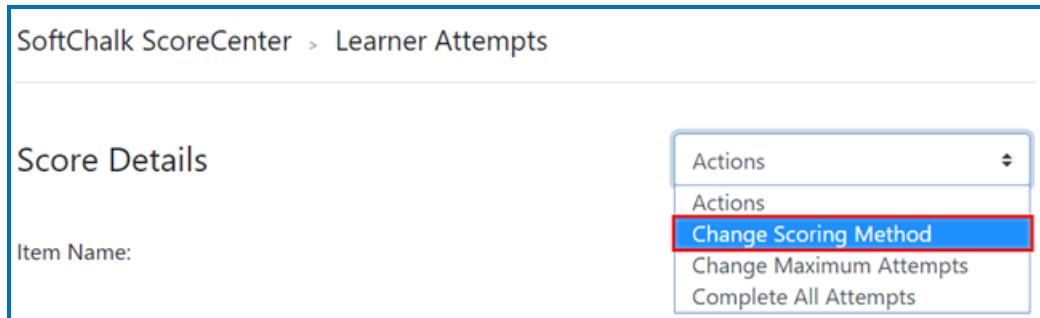 SoftChalk ScoreCenter > Learner Attempts
Score Details
Actions
Actions
Change Scoring Method
Item Name:
Change Maximum Attempts
Complete All Attempts